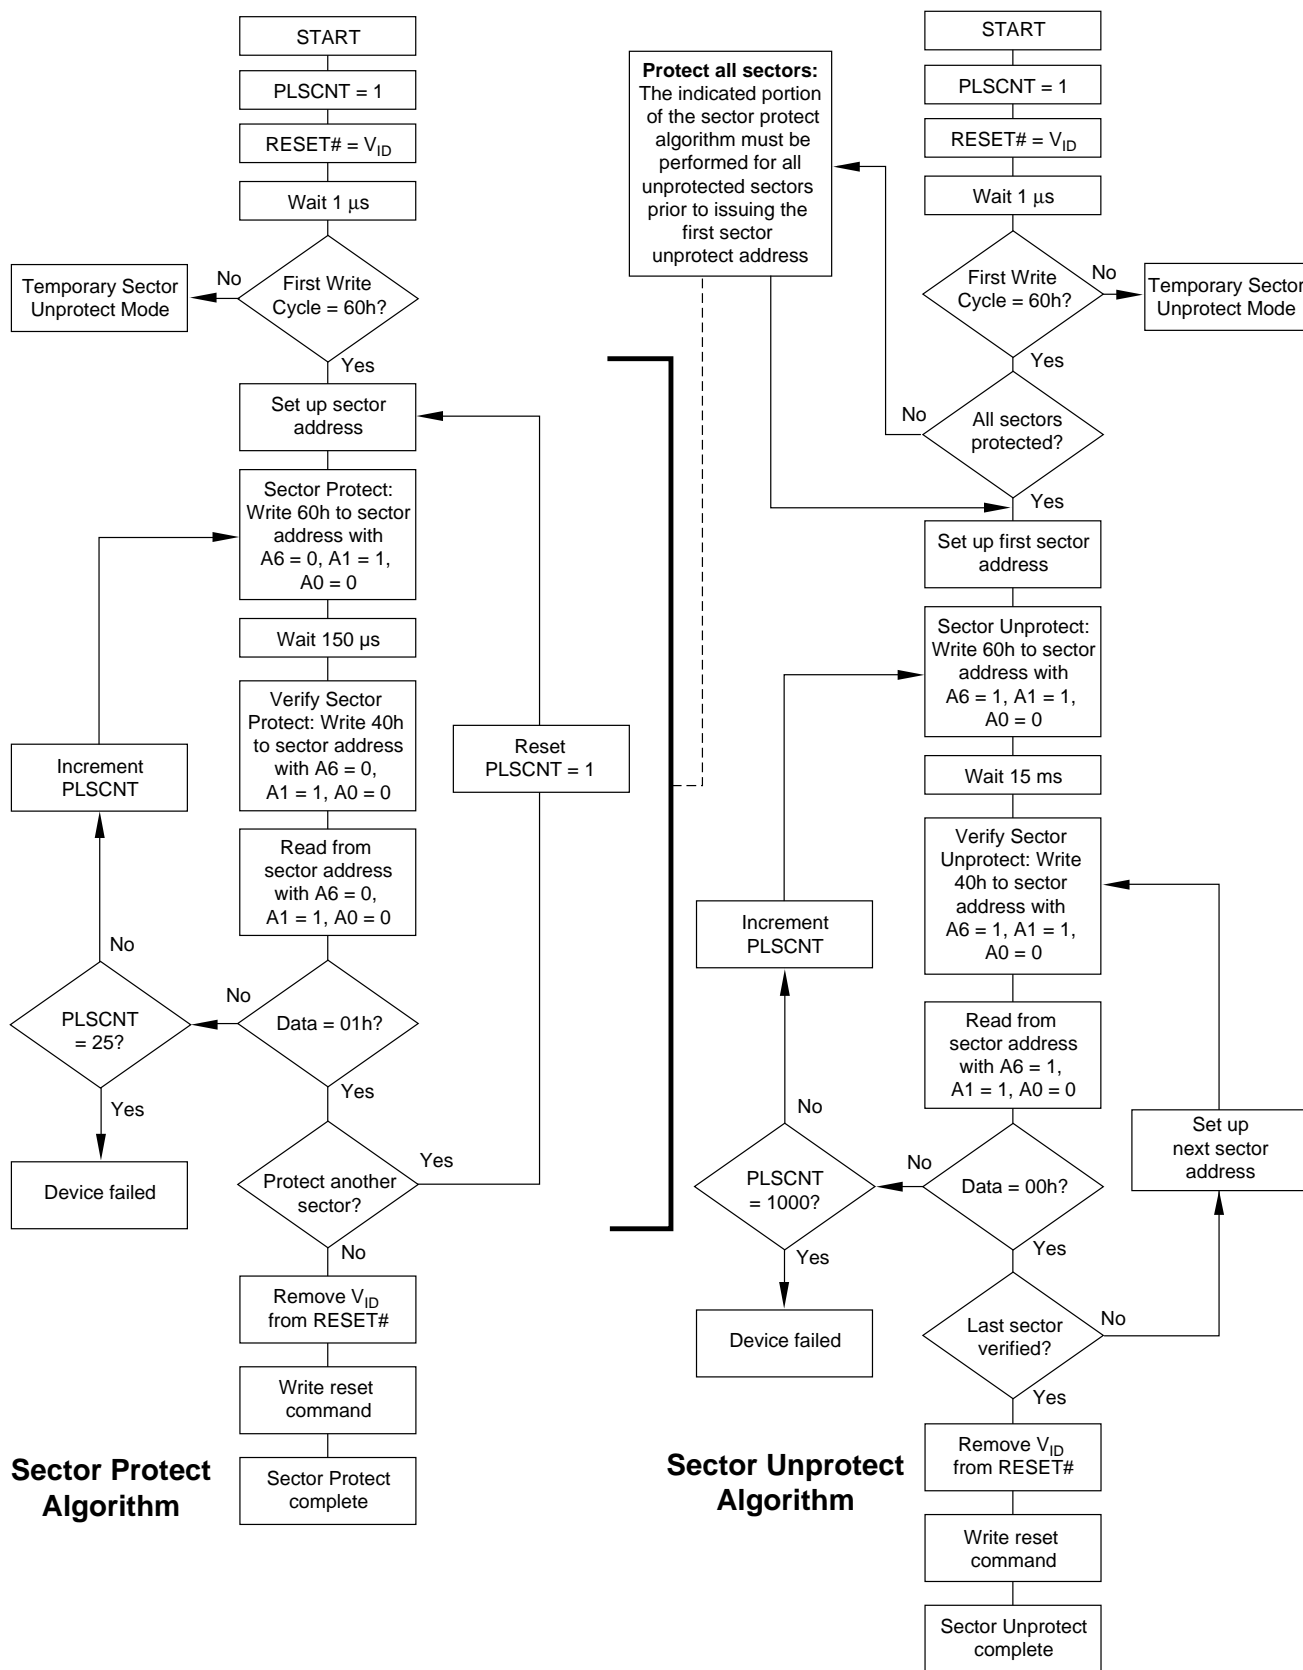 START
PLSCNT = 1
RESET# = VID
Wait 1 μs
First Write
Cycle = 60h?
No
Temporary Sector
Unprotect Mode
Yes
Set up sector
address
Sector Protect:
Write 60h to sector
address with
A6 = 0, A1 = 1,
A0 = 0
Wait 150 µs
Verify Sector
Protect: Write 40h
to sector address
with A6 = 0,
A1 = 1, A0 = 0
Reset
PLSCNT = 1
Increment
PLSCNT
Read from
sector address
with A6 = 0,
A1 = 1, A0 = 0
No
No
PLSCNT
= 25?
Data = 01h?
Yes
Yes
Device failed
Protect another
sector?
Yes
No
Remove VID
from RESET#
Write reset
command
Sector Protect
complete
Sector Protect
Algorithm
Protect all sectors:
The indicated portion
of the sector protect
algorithm must be
performed for all
unprotected sectors
prior to issuing the
first sector
unprotect address
START
PLSCNT = 1
RESET# = VID
Wait 1 μs
First Write
Cycle = 60h?
No
Temporary Sector
Unprotect Mode
Yes
No
All sectors
protected?
Yes
Set up first sector
address
Sector Unprotect:
Write 60h to sector
address with
A6 = 1, A1 = 1,
A0 = 0
Wait 15 ms
Verify Sector
Unprotect: Write
40h to sector
address with
A6 = 1, A1 = 1,
A0 = 0
Increment
PLSCNT
Read from
sector address
with A6 = 1,
A1 = 1, A0 = 0
Set up
next sector
address
No
No
PLSCNT
= 1000?
Data = 00h?
Yes
Yes
Device failed
Last sector
verified?
No
Yes
Remove VID
from RESET#
Write reset
command
Sector Unprotect
complete
Sector Unprotect
Algorithm